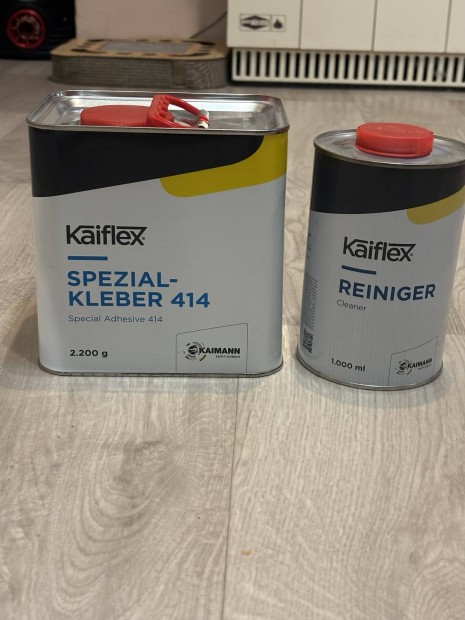 Kaiflex
SPEZIAL-
KLEBER 414
Special Adhesive 414
2.200 g
KAIMANN
Kaiflex
REINIGER
Cleaner
1.000 ml
KAIMANN